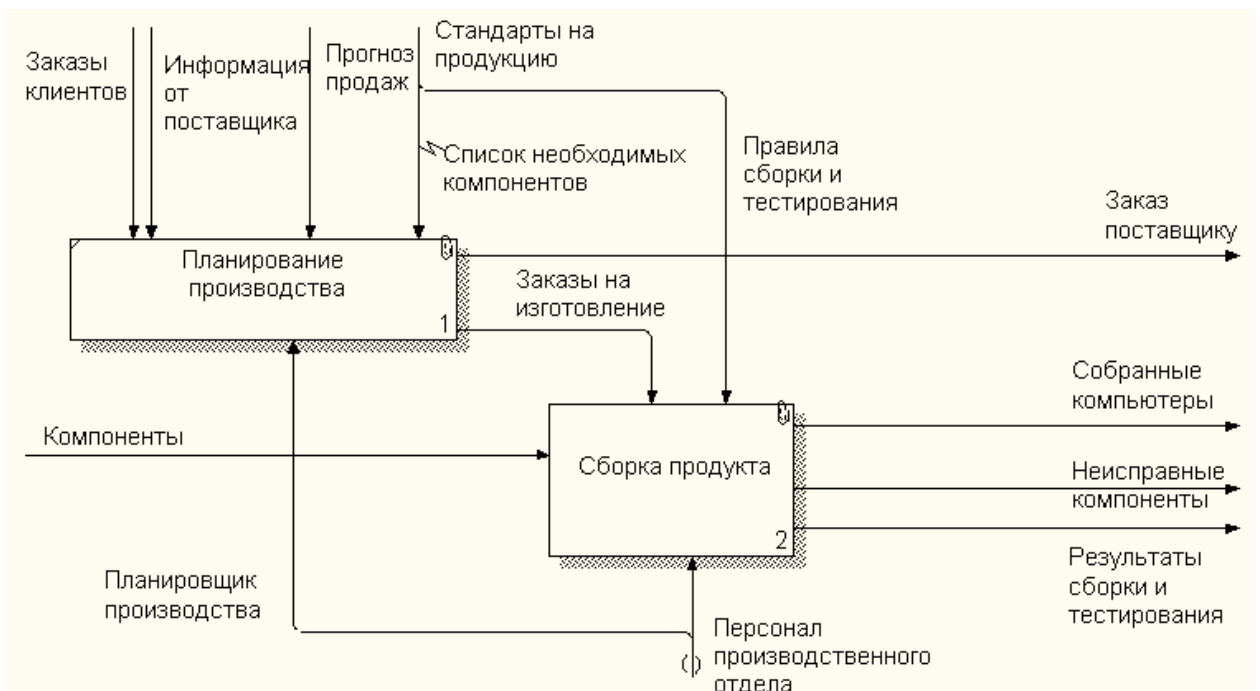 Заказы
клиентов
Информация
от
поставщика
Прогноз
продаж
Стандарты на
продукцию
Список необходимых
компонентов
Правила
сборки и
тестирования
Заказ
поставщику
Планирование
производства
1
Заказы на
изготовление
Собранные
компьютеры
Компоненты
Сборка продукта
2
Неисправные
компоненты
Результаты
сборки и
тестирования
Планировщик
производства
Персонал
производственного
отдела